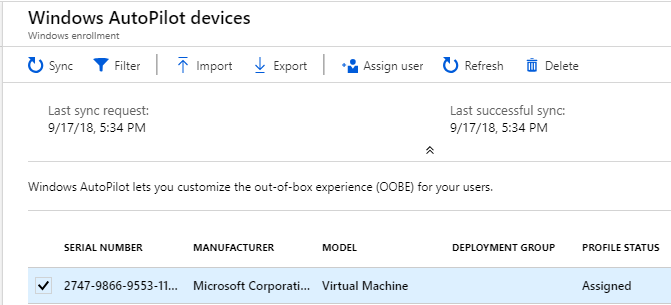 Windows AutoPilot devices
Windows enrollment
Sync Filter Import Export Assign user Refresh Delete
Last sync request: Last successful sync:
9/17/18, 5:34 PM 9/17/18, 5:34 PM
Windows AutoPilot lets you customize the out-of-box experience (OOBE) for your users.
SERIAL NUMBER MANUFACTURER MODEL DEPLOYMENT GROUP PROFILE STATUS
2747-9866-9553-11... Microsoft Corporati... Virtual Machine Assigned